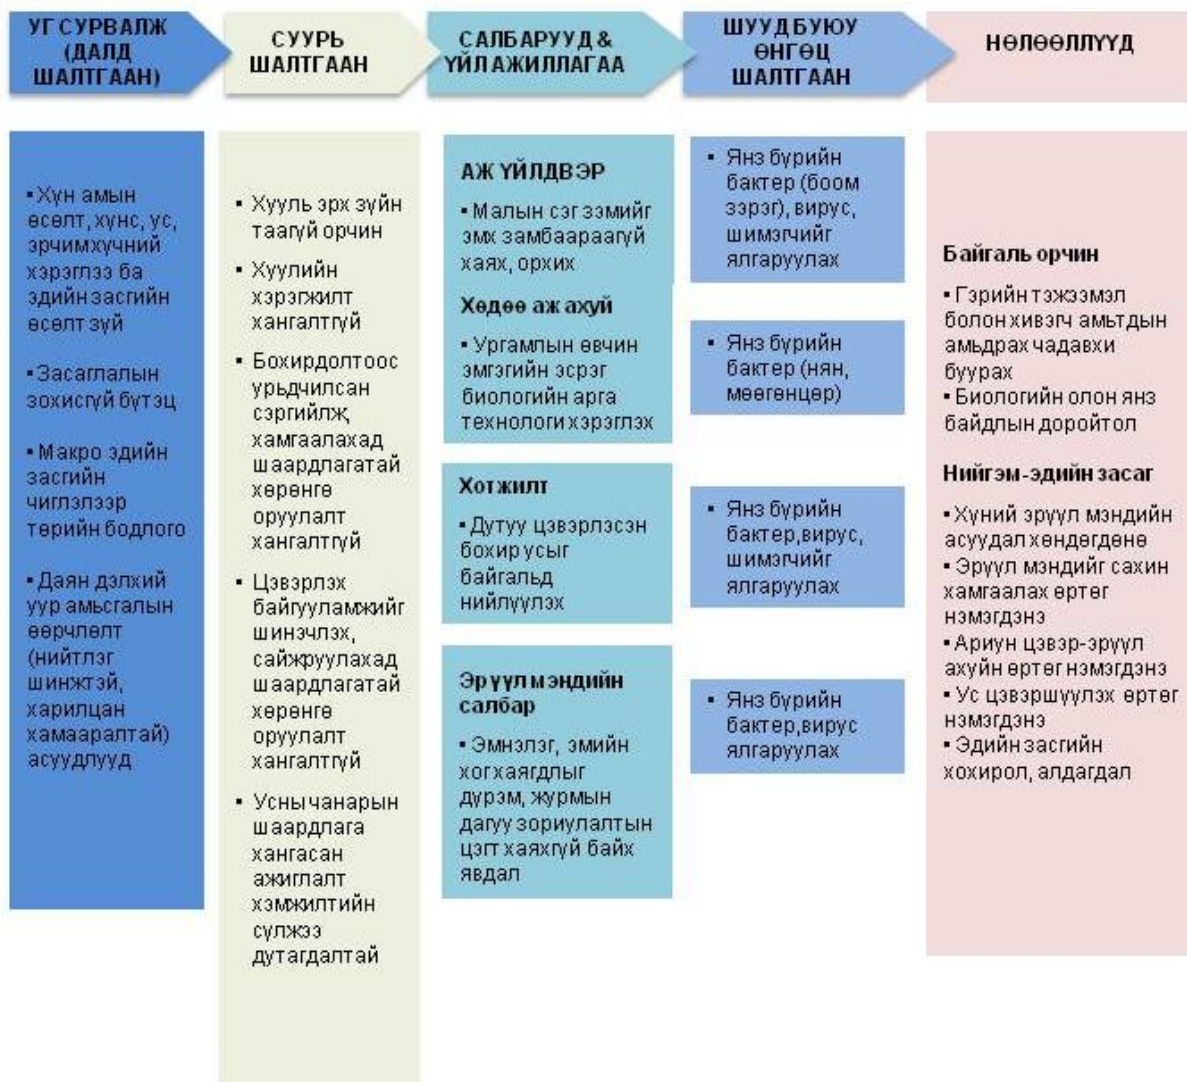 УГ СУРВАЛЖ
(ДАЛД
ШАЛТГААН)
СУУРЬ
ШАЛТГААН
САЛБАРУУД &
ҮЙЛ АЖИЛЛАГАА
ШУУД БУЮУ
ӨНГӨЦ
ШАЛТГААН
НӨЛӨӨЛЛҮҮД
▪ Хүн амын
өсөлт, хүнс, ус,
эрчимхүчний
хэрэглээ ба
эдийн засгийн
өсөлт зүй
▪ Засаглалын
зохисгүй бүтэц
▪ Макро эдийн
засгийн
чиглэлээр
төрийн бодлого
▪ Даян дэлхий
уур амьсгалын
өөрчлөлт
(нийтлэг
шинжтэй,
харилцан
хамааралтай)
асуудлууд
▪ Хууль эрх зүйн
таагүй орчин
▪ Хуулийн
хэрэгжилт
хангалтгүй
▪ Бохирдолтоос
урьдчилсан
сэргийлж,
хамгаалахад
шаардлагатай
хөрөнгө
оруулалт
хангалтгүй
▪ Цэвэрлэх
байгууламжийг
шинэчлэх,
сайжруулахад
шаардлагатай
хөрөнгө
оруулалт
хангалтгүй
▪ Усны чанарын
шаардлага
хангасан
ажиглалт
хэмжилтийн
сүлжээ
дутагдалтай
АЖ ҮЙЛДВЭР
▪ Малын сэг зэмийг
эмх замбаараагүй
хаях, орхих
Хөдөө аж ахуй
▪ Ургамлын өвчин
эмгэгийн эсрэг
биологийн арга
технологи хэрэглэх
Хотжилт
▪ Дутуу цэвэрлэсэн
бохир усыг
байгальд
нийлүүлэх
Эрүүл мэндийн
салбар
▪ Эмнэлэг, эмийн
хог хаягдлыг
дүрэм, журмын
дагуу зориулалтын
цэгт хаяхгүй байх
явдал
▪ Янз бүрийн
бактер (боом
зэрэг), вирус,
шимэгчийг
ялгаруулах
▪ Янз бүрийн
бактер (нян,
мөөгөнцөр)
▪ Янз бүрийн
бактер,вирус,
шимэгчийг
ялгаруулах
▪ Янз бүрийн
бактер,вирус
ялгаруулах
Байгаль орчин
▪ Гэрийн тэжээмэл
болон хивэгч амьтдын
амьдрах чадавхи
буурах
▪ Биологийн олон янз
байдлын доройтол
Нийгэм-эдийн засаг
▪ Хүний эрүүл мэндийн
асуудал хөндөгдөнө
▪ Эрүүл мэндийг сахин
хамгаалах өртөг
нэмэгдэнэ
▪ Ариун цэвэр-эрүүл
ахуйн өртөг нэмэгдэнэ
▪ Ус цэвэршүүлэх өртөг
нэмэгдэнэ
▪ Эдийн засгийн
хохирол, алдагдал